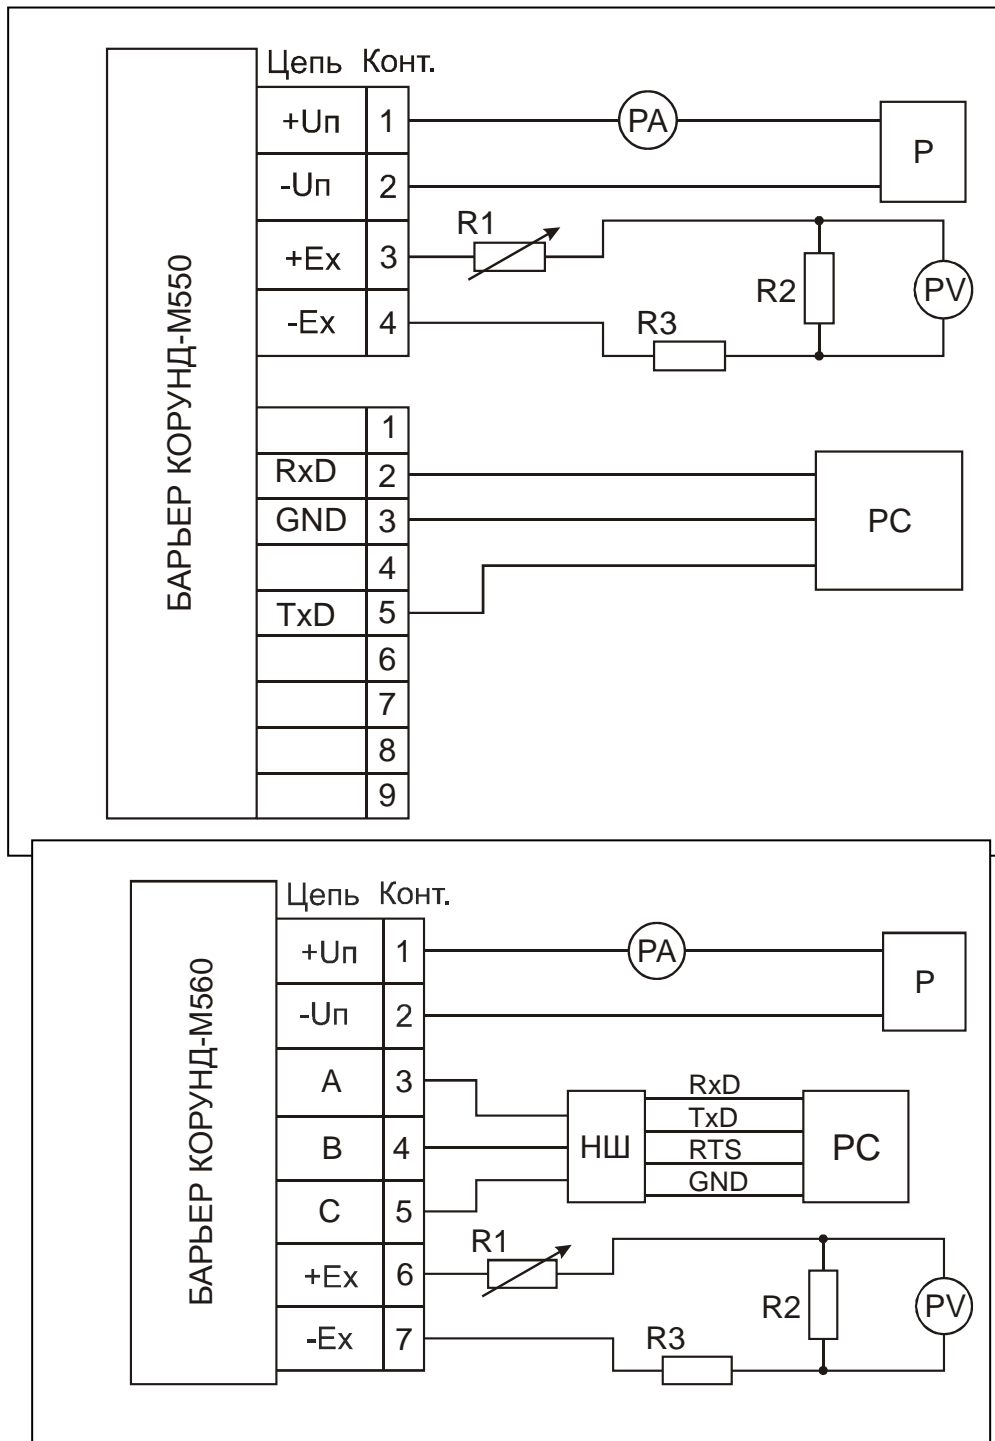 Цепь Конт.
+Uп 1
PA
P
-Uп 2
R1
+Ex 3
R2
PV
-Ex 4
R3
БАРЬЕР КОРУНД-М550
1
RxD 2
GND 3
PC
4
TxD 5
6
7
8
9
Цепь Конт.
+Uп 1
PA
P
-Uп 2
БАРЬЕР КОРУНД-М560
A 3
RxD
TxD
B 4
НШ
RTS
PC
GND
C 5
R1
+Ex 6
R2
PV
-Ex 7
R3